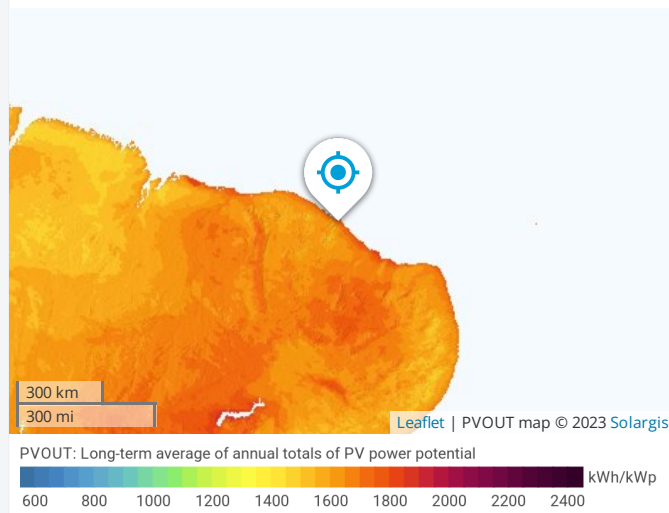 300 km
300 mi
Leaflet | PVOUT map © 2023 Solargis
PVOUT: Long-term average of annual totals of PV power potential
kWh/kWp
600 800 1000 1200 1400 1600 1800 2000 2200 2400